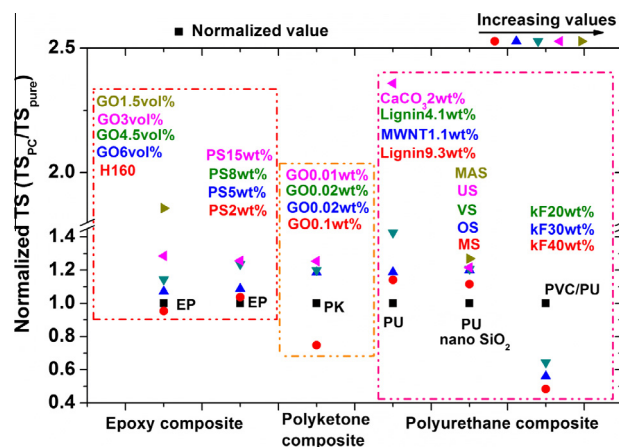 Normalized value
Increasing values
Normalized TS (TS_PC/TS_pure)
2.5
2.0
1.4
1.2
1.0
0.8
0.6
0.4
GO1.5vol%
GO3vol%
GO4.5vol%
GO6vol%
H160
PS15wt%
PS8wt%
PS5wt%
PS2wt%
GO0.01wt%
GO0.02wt%
GO0.02wt%
GO0.1wt%
CaCO₃2wt%
Lignin4.1wt%
MWNT1.1wt%
Lignin9.3wt%
MAS
US
VS
OS
MS
kF20wt%
kF30wt%
kF40wt%
EP
EP
PK
PU
PU
nano SiO₂
PVC/PU
Epoxy composite
Polyketone
composite
Polyurethane composite